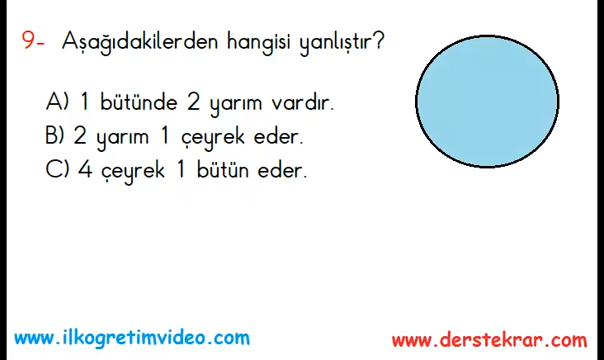 9- Aşağıdakilerden hangisi yanlıştır?
A) 1 bütünde 2 yarım vardır.
B) 2 yarım 1 çeyrek eder.
C) 4 çeyrek 1 bütün eder.
www.ilkogretimvideo.com
www.derstekrar.com